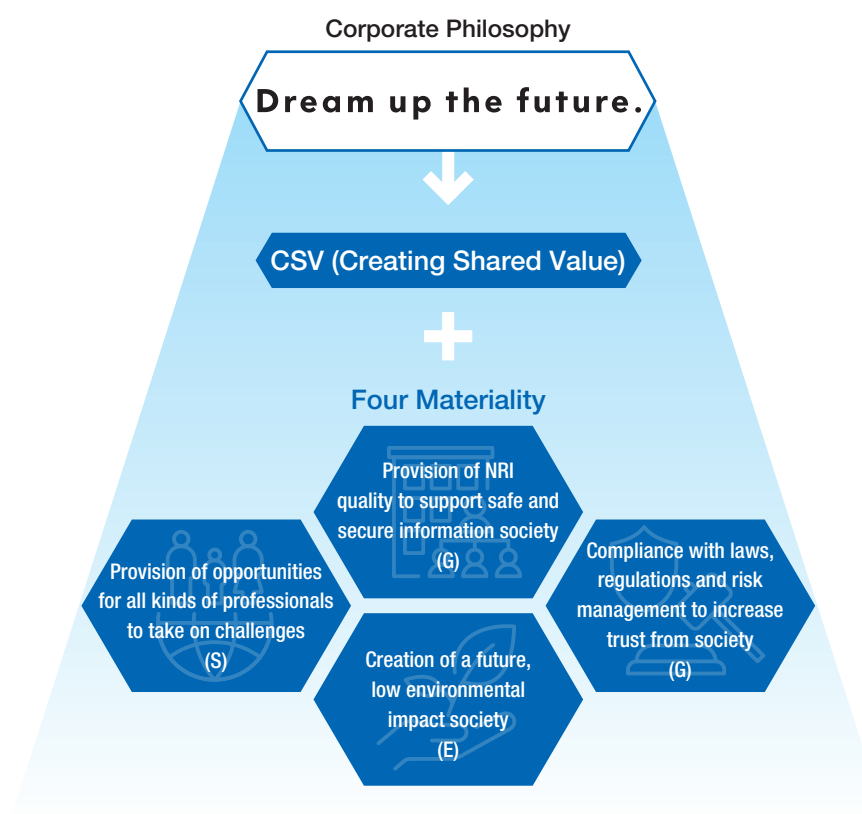 Corporate Philosophy
Dream up the future.
CSV (Creating Shared Value)
Four Materiality
Provision of NRI
quality to support safe and
secure information society
(G)
Provision of opportunities
for all kinds of professionals
to take on challenges
(S)
Compliance with laws,
regulations and risk
management to increase
trust from society
(G)
Creation of a future,
low environmental
impact society
(E)